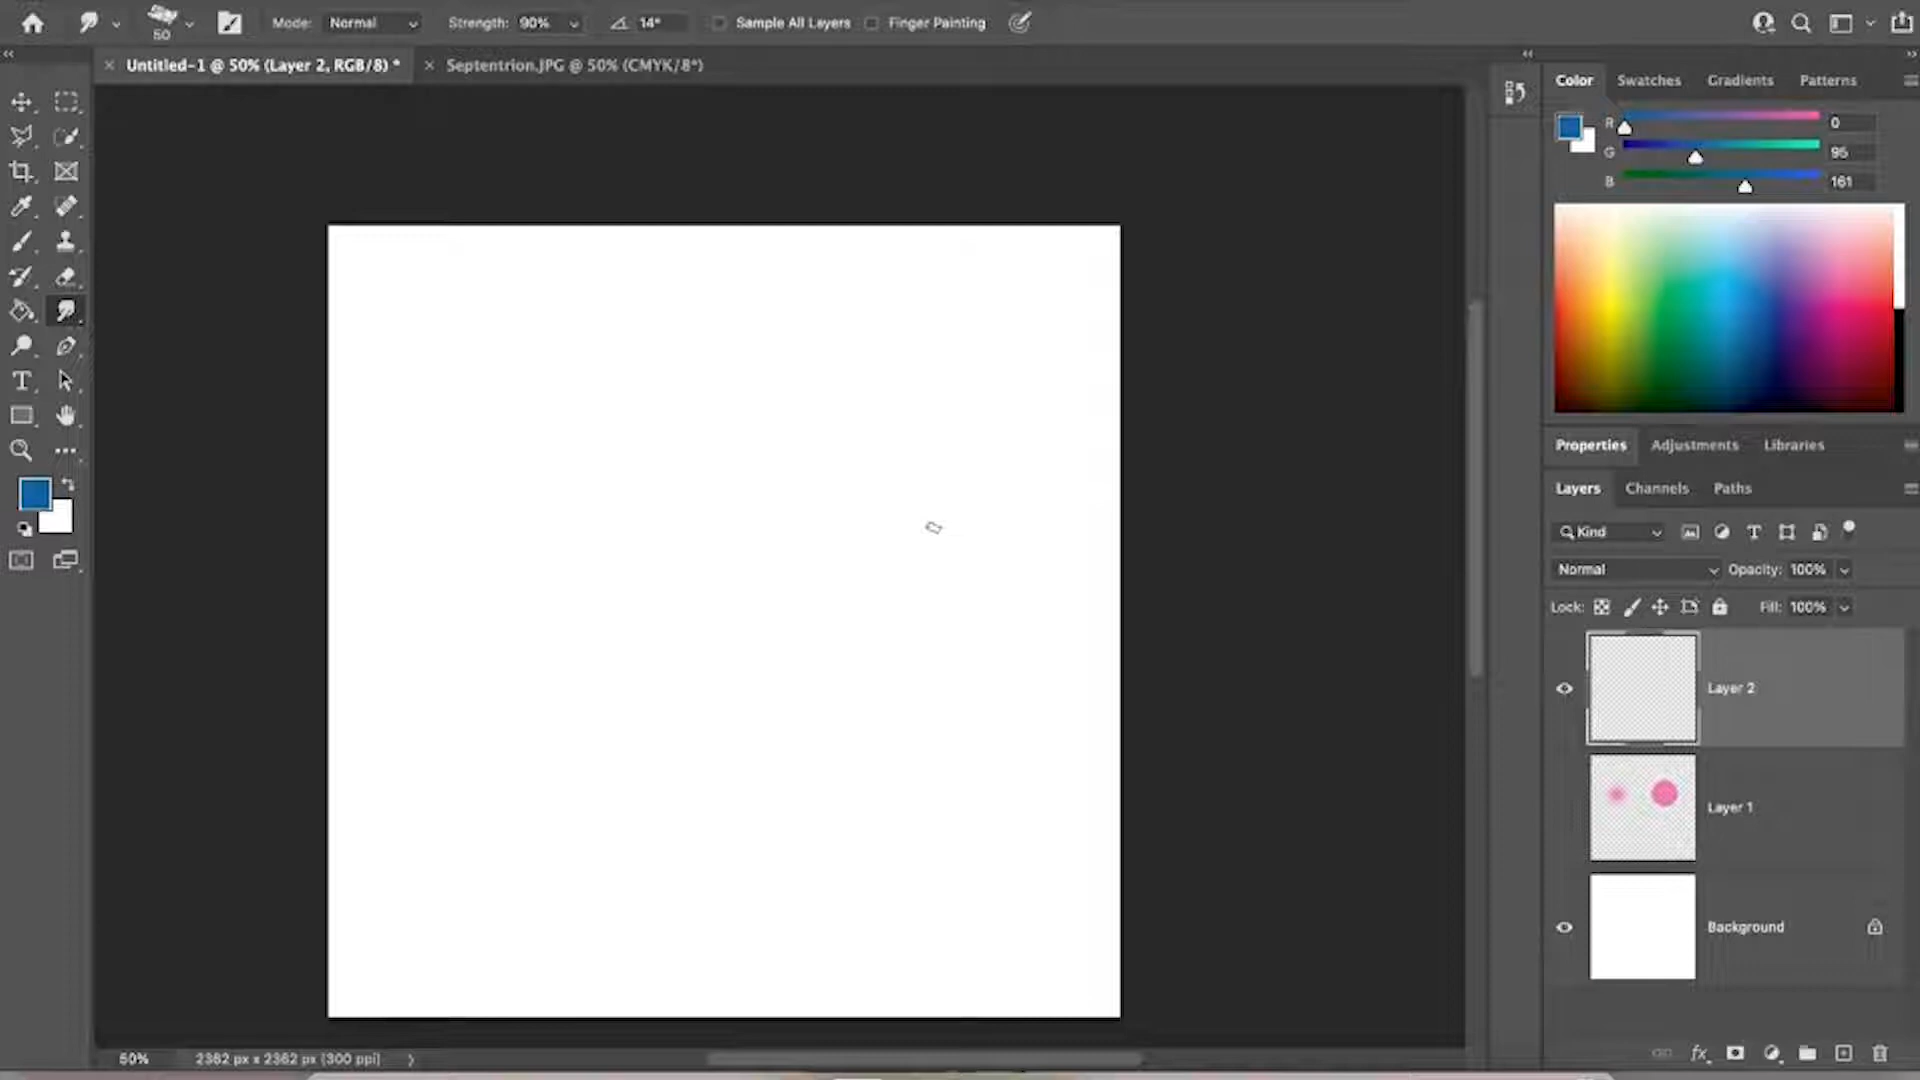 50
Mode: Normal
Strength: 90%
14°
Sample All Layers
Finger Painting
Untitled-1 @ 50% (Layer 2, RGB/8) *
Septentrion.JPG @ 50% (CMYK/8*)
Color Swatches Gradients Patterns
R 0
G 95
B 161
Properties Adjustments Libraries
Layers Channels Paths
Kind
Normal Opacity: 100%
Lock: Fill: 100%
Layer 2
Layer 1
Background
50% 2362 px x 2362 px (300 ppi)